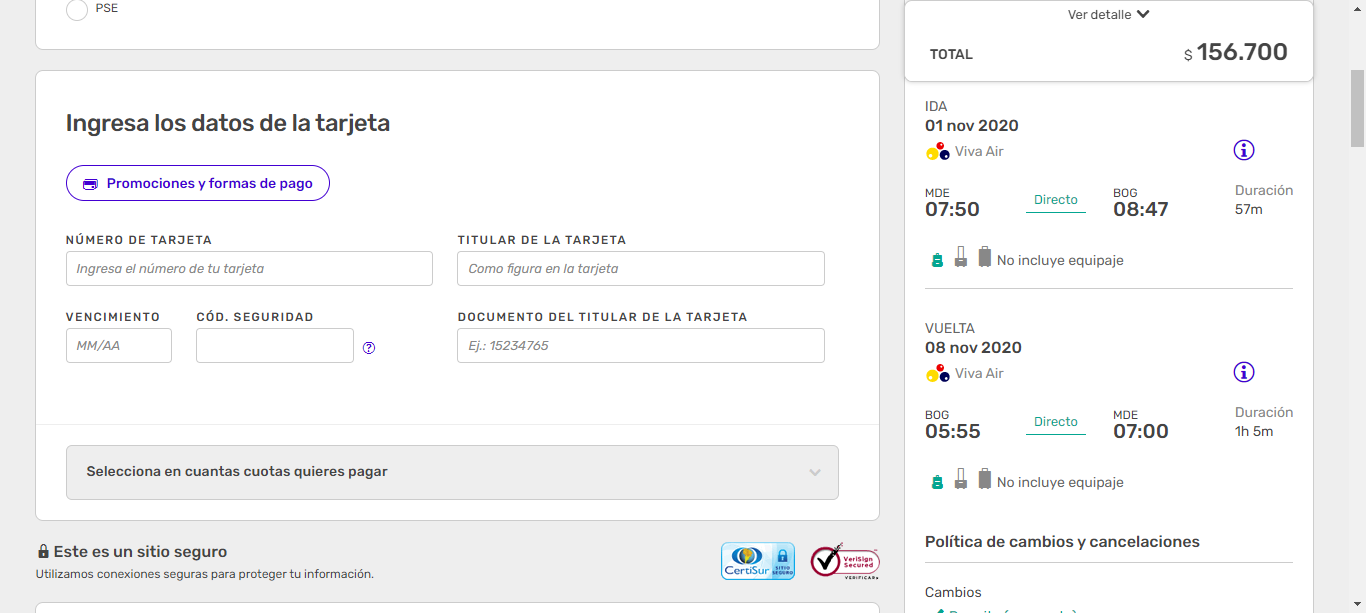 PSE
Ingresa los datos de la tarjeta
Promociones y formas de pago
NÚMERO DE TARJETA
Ingresa el número de tu tarjeta
TITULAR DE LA TARJETA
Como figura en la tarjeta
VENCIMIENTO
MM/AA
CÓD. SEGURIDAD
?
DOCUMENTO DEL TITULAR DE LA TARJETA
Ej.: 15234765
Selecciona en cuantas cuotas quieres pagar
Este es un sitio seguro
Utilizamos conexiones seguras para proteger tu información.
CertiSur SITIO SEGURO
VeriSign Secured
VERIFICAR
Ver detalle
TOTAL
$ 156.700
IDA
01 nov 2020
Viva Air
MDE
07:50
Directo
BOG
08:47
Duración
57m
No incluye equipaje
VUELTA
08 nov 2020
Viva Air
BOG
05:55
Directo
MDE
07:00
Duración
1h 5m
No incluye equipaje
Política de cambios y cancelaciones
Cambios